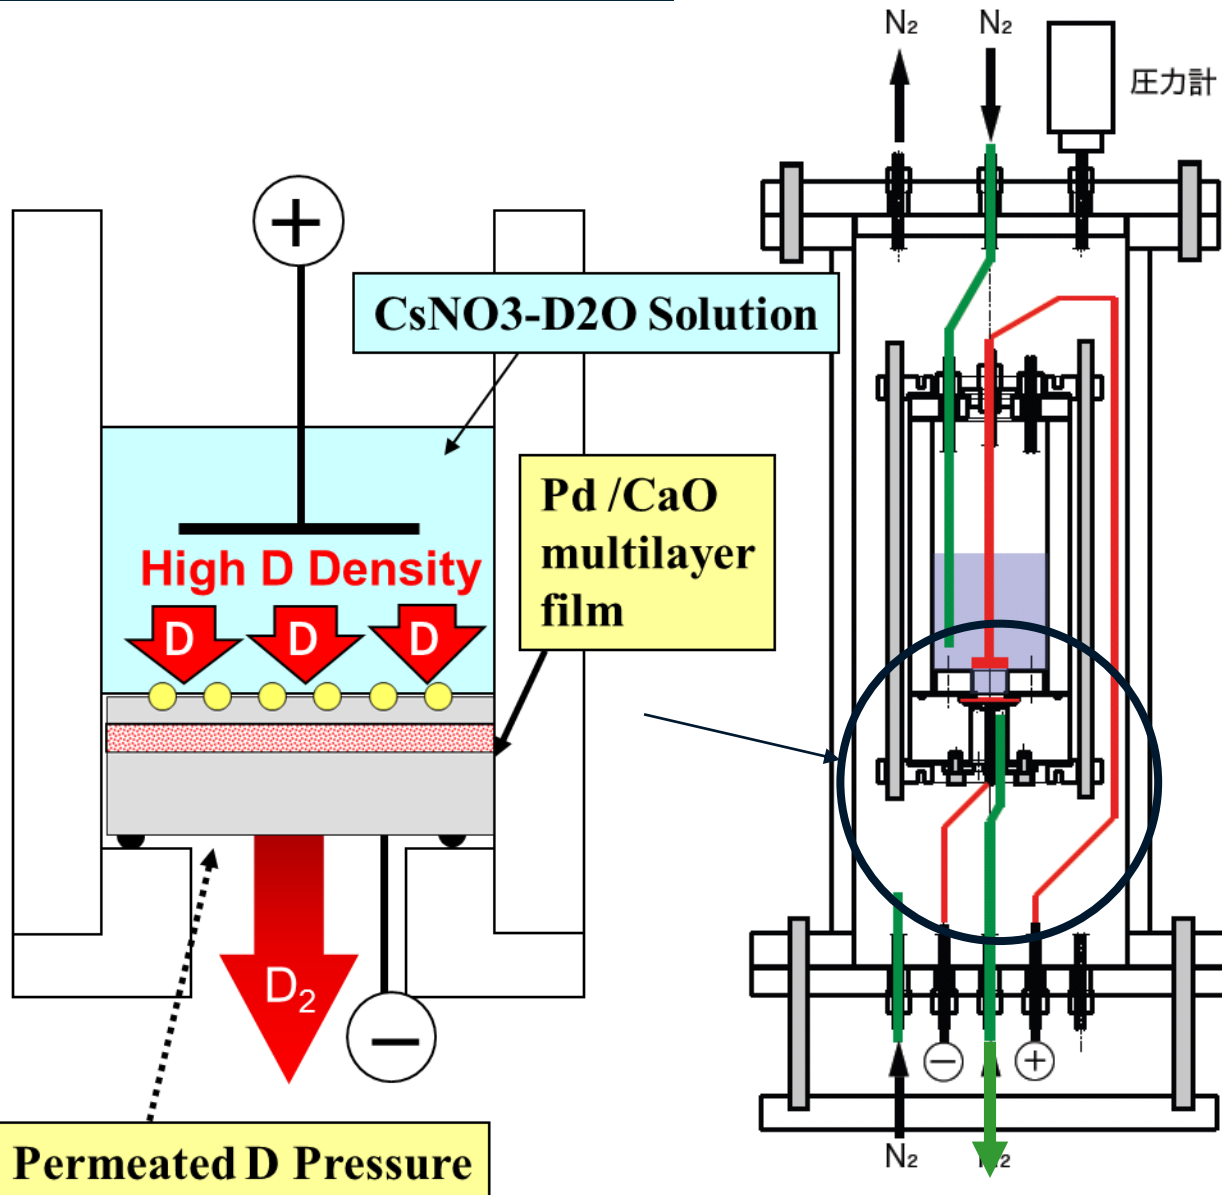 N₂
N₂
圧力計
+
CsNO3-D2O Solution
Pd /CaO
multilayer
film
High D Density
D
D
D
D₂
−
−
+
Permeated D Pressure
N₂
N₂